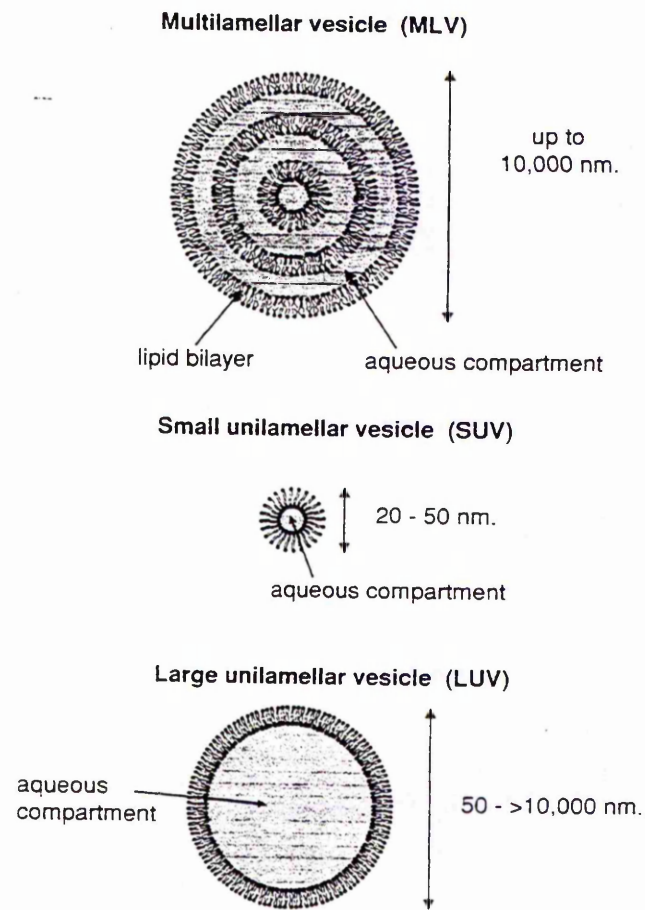 Multilamellar vesicle (MLV)
up to
10,000 nm.
lipid bilayer
aqueous compartment
Small unilamellar vesicle (SUV)
20 - 50 nm.
aqueous compartment
Large unilamellar vesicle (LUV)
aqueous
compartment
50 - >10,000 nm.